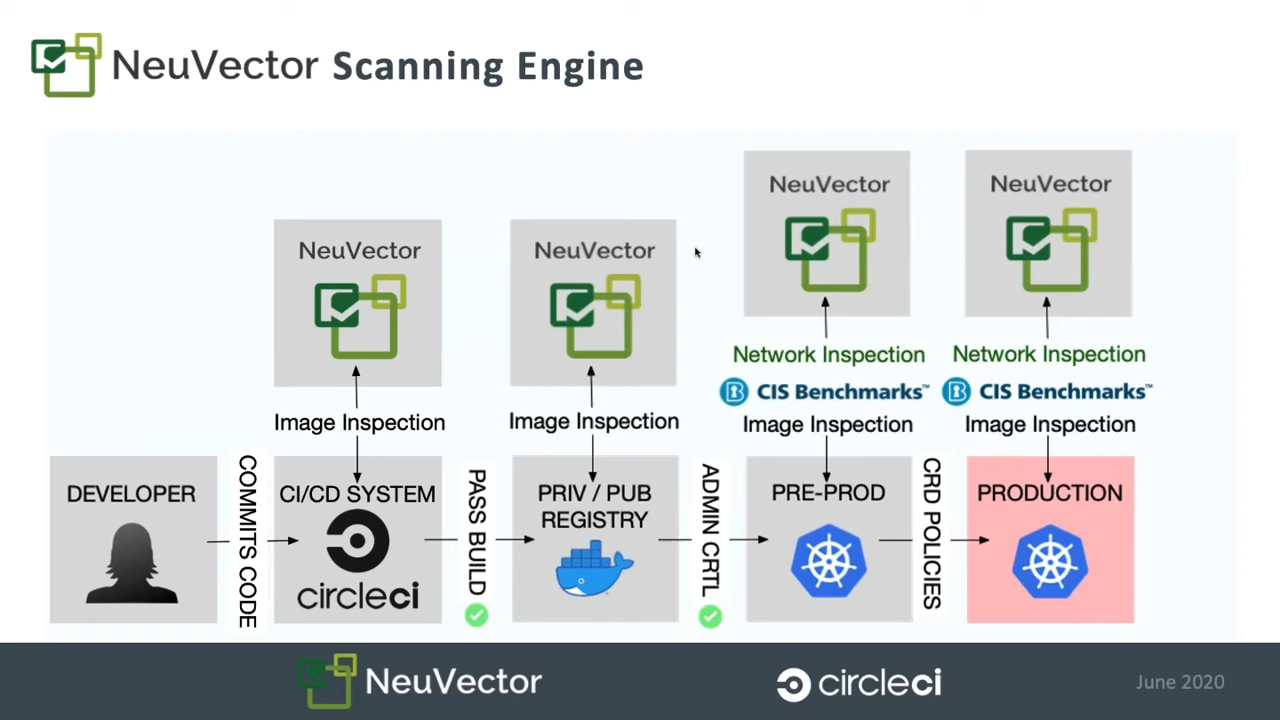 NeuVector Scanning Engine
NeuVector
NeuVector
NeuVector
NeuVector
Network Inspection
Network Inspection
CIS Benchmarks™
CIS Benchmarks™
Image Inspection
Image Inspection
Image Inspection
Image Inspection
DEVELOPER
COMMITS CODE
CI/CD SYSTEM
circleci
PASS BUILD
PRIV / PUB
REGISTRY
ADMIN CRTL
PRE-PROD
CRD POLICIES
PRODUCTION
NeuVector
circleci
June 2020